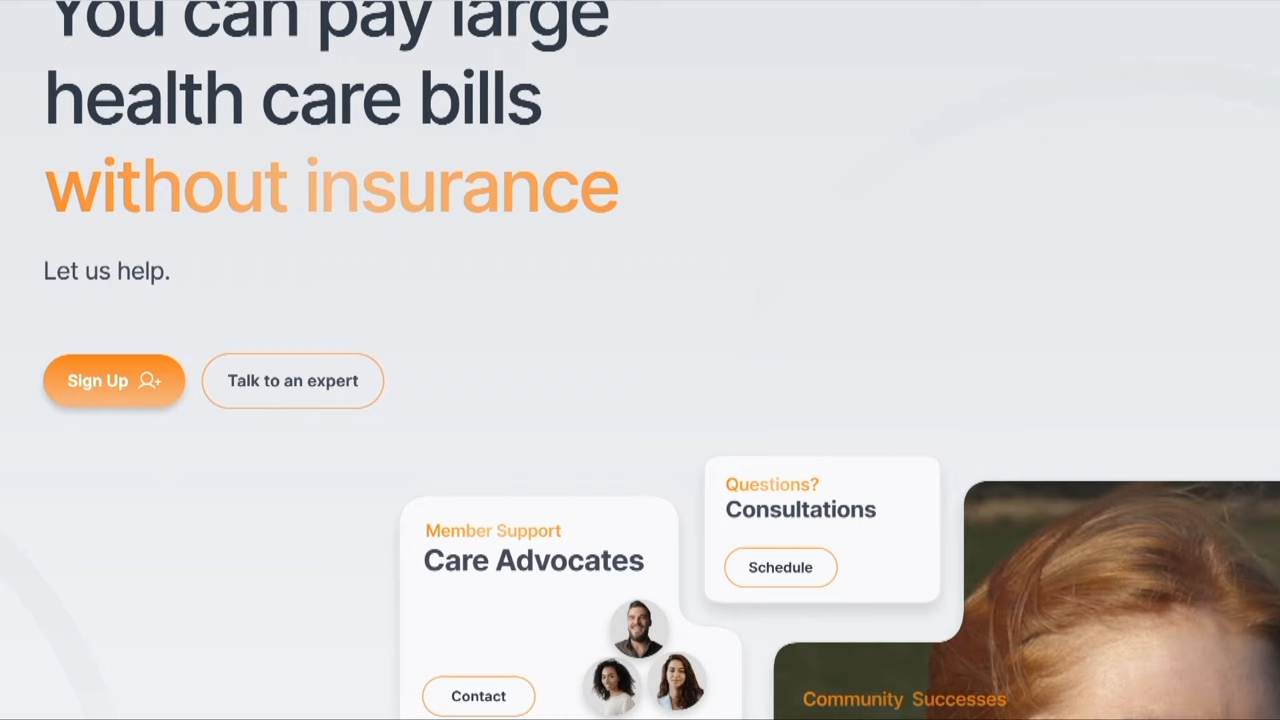 You can pay large
health care bills
without insurance
Let us help.
Sign Up
Talk to an expert
Questions?
Consultations
Schedule
Member Support
Care Advocates
Contact
Community Successes